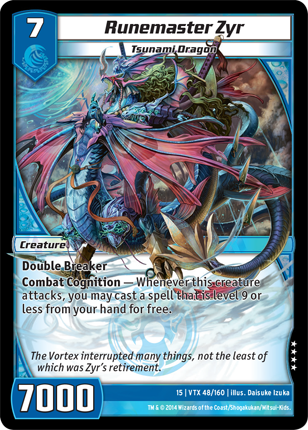 7
Runemaster Zyr
Tsunami Dragon
Creature
Double Breaker
Combat Cognition — Whenever this creature
attacks, you may cast a spell that is level 9 or
less from your hand for free.
The Vortex interrupted many things, not the least of
which was Zyr's retirement.
7000
15 | VTX 48/160 | illus. Daisuke Izuka
TM & © 2014 Wizards of the Coast/Shogakukan/Mitsui-Kids.